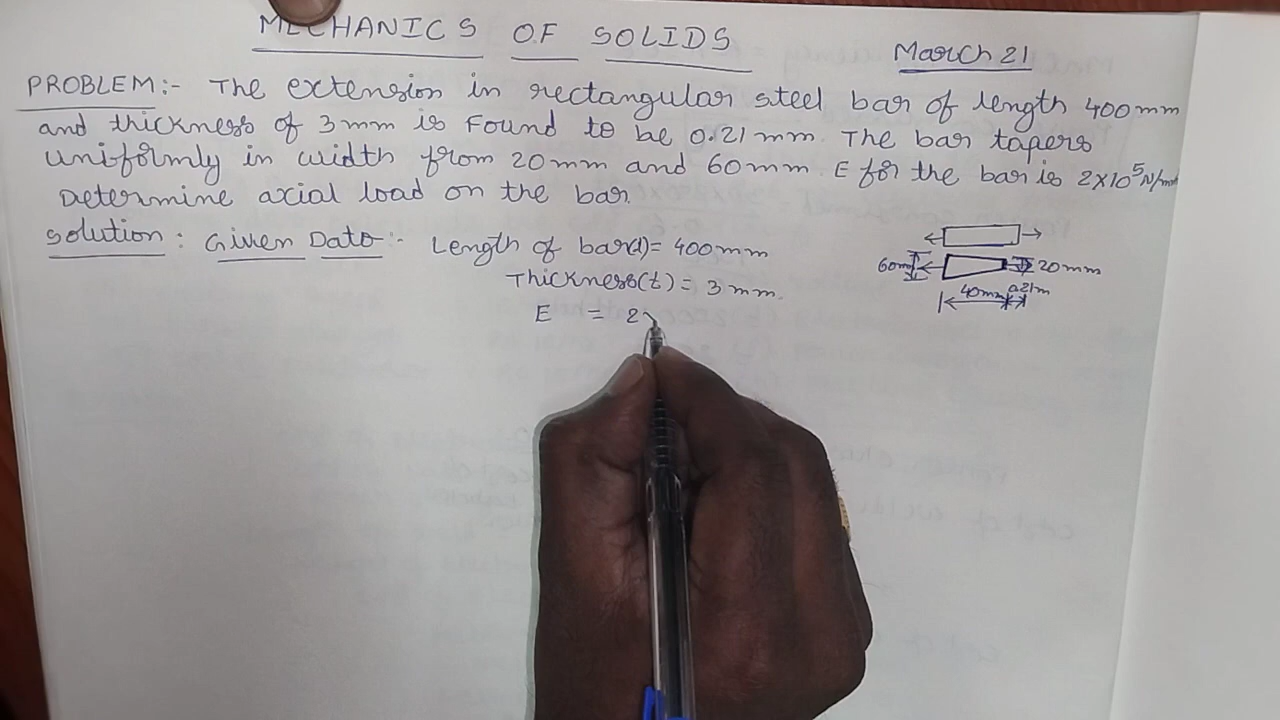 MECHANICS OF SOLIDS
March 21
PROBLEM:- The extension in rectangular steel bar of length 400mm
and thickness of 3mm is Found to be 0.21mm. The bar tapers
uniformly in width from 20mm and 60mm. E for the bar is 2×10⁵N/mm
Determine axial load on the bar.
Solution: Given Data:- Length of bar(l)= 400mm
Thickness(t)= 3mm.
E = 2×
60m
20mm
40mm 0.21m